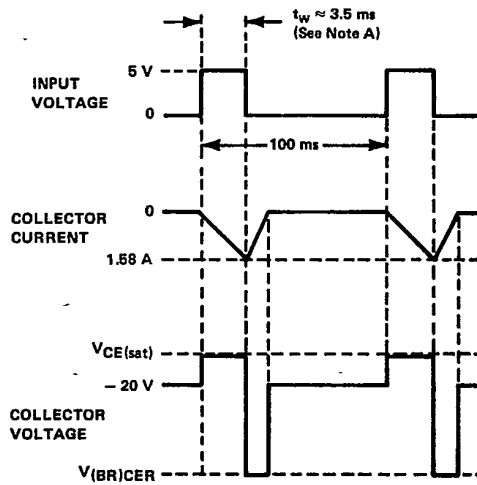 tw ≈ 3.5 ms
(See Note A)
5 V
INPUT
VOLTAGE
0
100 ms
0
COLLECTOR
CURRENT
1.58 A
VCE(sat)
– 20 V
COLLECTOR
VOLTAGE
V(BR)CER